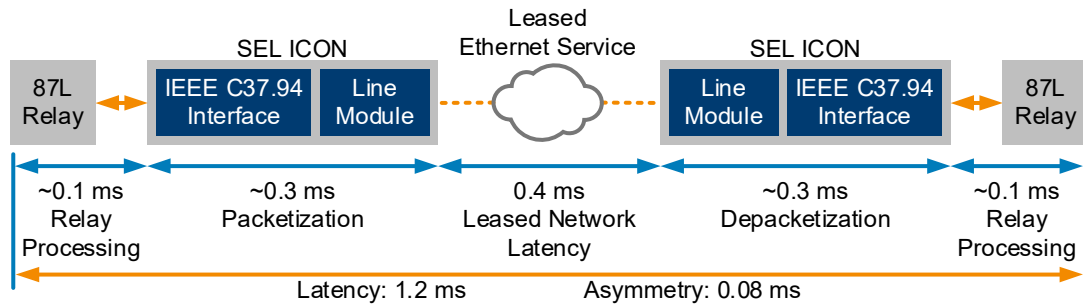 Leased
Ethernet Service
SEL ICON
SEL ICON
87L
Relay
IEEE C37.94
Interface
Line
Module
Line
Module
IEEE C37.94
Interface
87L
Relay
~0.1 ms
Relay
Processing
~0.3 ms
Packetization
0.4 ms
Leased Network
Latency
~0.3 ms
Depacketization
~0.1 ms
Relay
Processing
Latency: 1.2 ms
Asymmetry: 0.08 ms